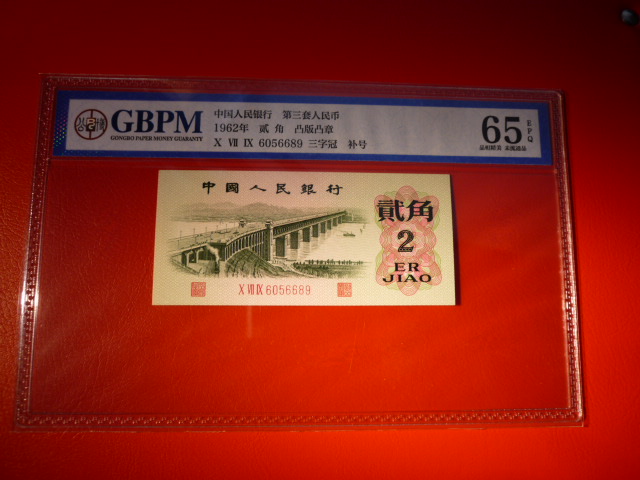 GBPM
GONGBO PAPER MONEY GUARANTY
中国人民银行 第三套人民币
1962年 贰角 凸版凸章
X VII IX 6056689 三字冠 补号
65 EPQ
中國人民銀行
貳角
2
ER
JIAO
X VII IX 6056689